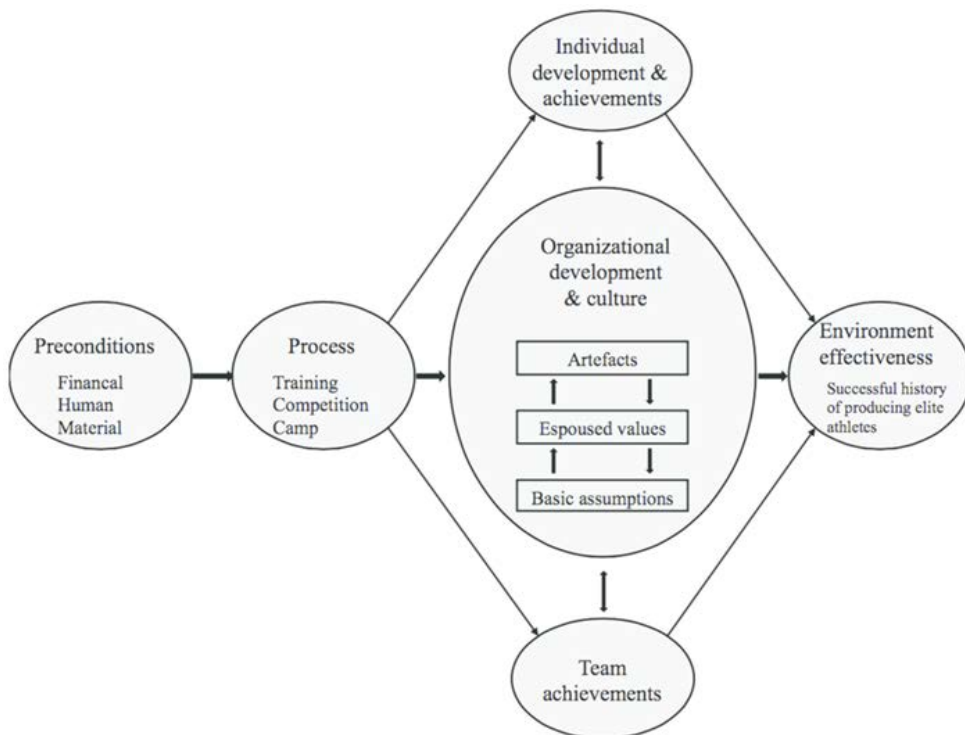 Individual
development &
achievements
Organizational
development
& culture
Artefacts
Espoused values
Basic assumptions
Preconditions
Financal
Human
Material
Process
Training
Competition
Camp
Environment
effectiveness
Successful history
of producing elite
athletes
Team
achievements